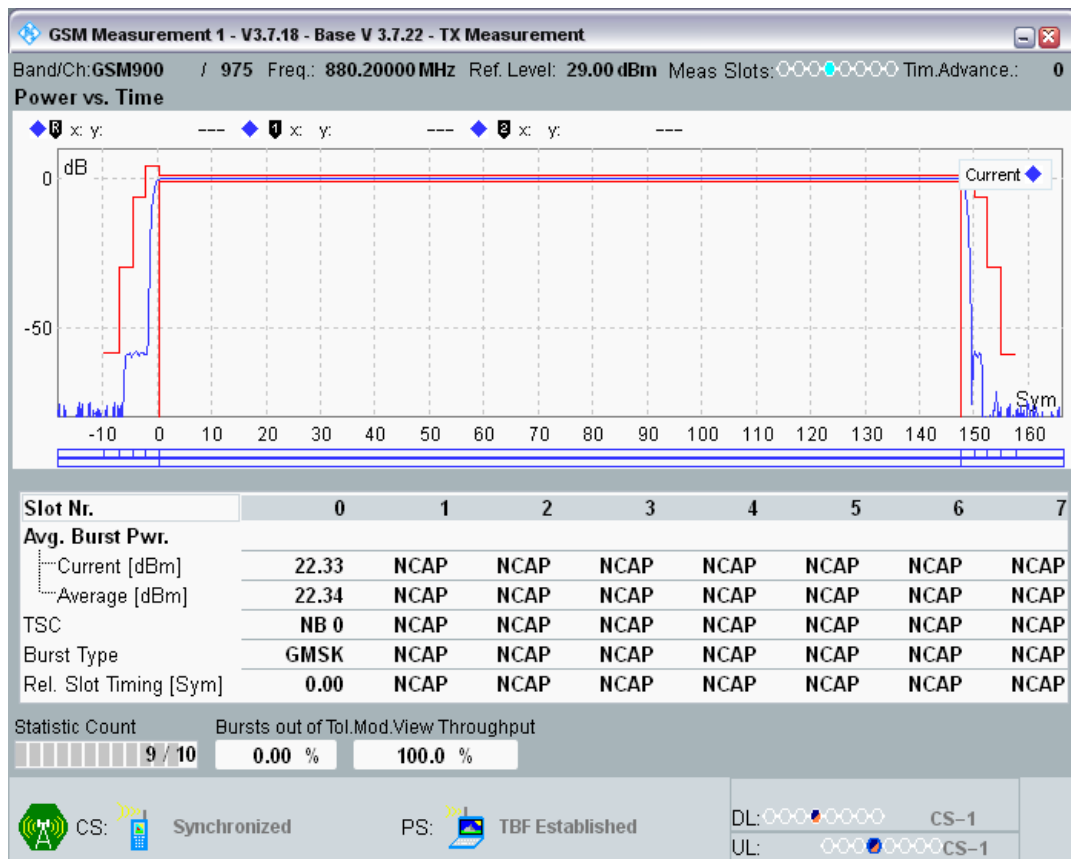 GSM Measurement 1 - V3.7.18 - Base V 3.7.22 - TX Measurement
Band/Ch:GSM900 / 975 Freq.: 880.20000 MHz Ref. Level: 29.00 dBm Meas Slots: Tim.Advance.: 0
Power vs. Time
R x: y: --- 1 x: y: --- 2 x: y: ---
dB
Current
0
-50
Sym
-10 0 10 20 30 40 50 60 70 80 90 100 110 120 130 140 150 160
Slot Nr. 0 1 2 3 4 5 6 7
Avg. Burst Pwr.
Current [dBm] 22.33 NCAP NCAP NCAP NCAP NCAP NCAP NCAP
Average [dBm] 22.34 NCAP NCAP NCAP NCAP NCAP NCAP NCAP
TSC NB 0 NCAP NCAP NCAP NCAP NCAP NCAP NCAP
Burst Type GMSK NCAP NCAP NCAP NCAP NCAP NCAP NCAP
Rel. Slot Timing [Sym] 0.00 NCAP NCAP NCAP NCAP NCAP NCAP NCAP
Statistic Count Bursts out of Tol. Mod.View Throughput
9 / 10 0.00 % 100.0 %
CS: Synchronized PS: TBF Established
DL: CS-1
UL: CS-1